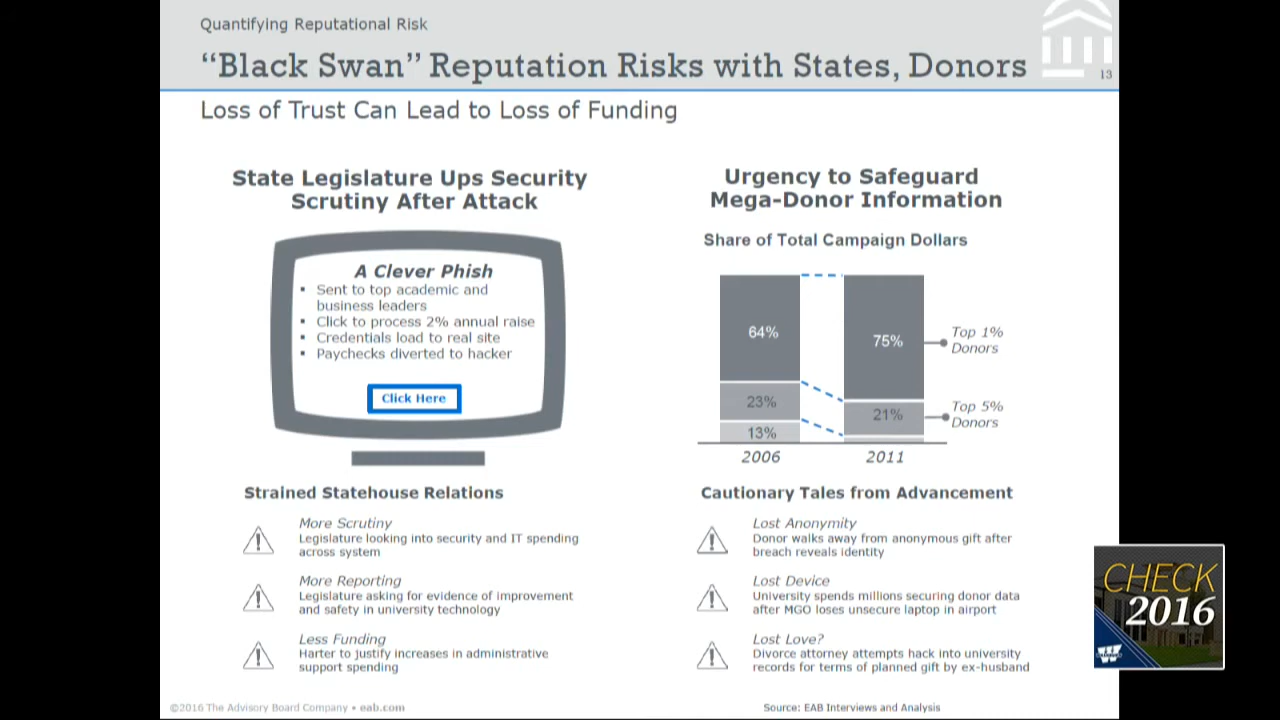 Quantifying Reputational Risk
“Black Swan” Reputation Risks with States, Donors
13
Loss of Trust Can Lead to Loss of Funding
State Legislature Ups Security
Scrutiny After Attack
A Clever Phish
▪ Sent to top academic and
business leaders
▪ Click to process 2% annual raise
▪ Credentials load to real site
▪ Paychecks diverted to hacker
Click Here
Strained Statehouse Relations
More Scrutiny
Legislature looking into security and IT spending
across system
More Reporting
Legislature asking for evidence of improvement
and safety in university technology
Less Funding
Harter to justify increases in administrative
support spending
Urgency to Safeguard
Mega-Donor Information
Share of Total Campaign Dollars
64%
75%
Top 1%
Donors
23%
21%
Top 5%
Donors
13%
2006
2011
Cautionary Tales from Advancement
Lost Anonymity
Donor walks away from anonymous gift after
breach reveals identity
Lost Device
University spends millions securing donor data
after MGO loses unsecure laptop in airport
Lost Love?
Divorce attorney attempts hack into university
records for terms of planned gift by ex-husband
©2016 The Advisory Board Company • eab.com
Source: EAB Interviews and Analysis
CHECK
2016
W